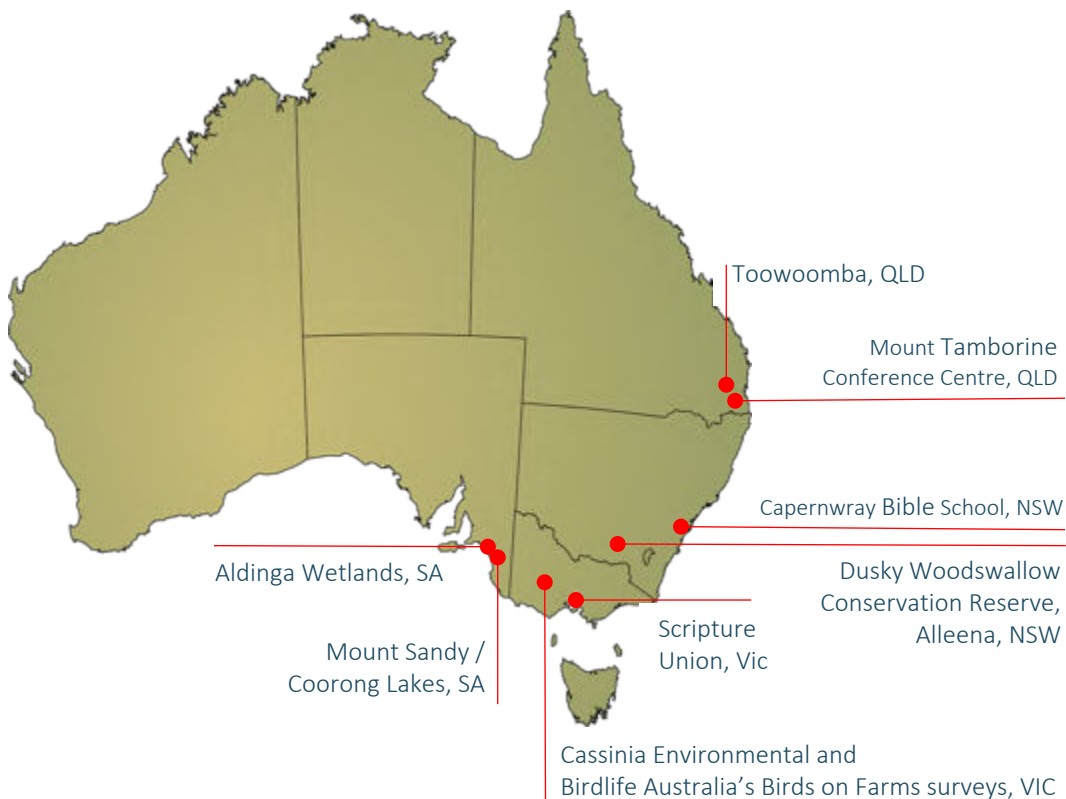 Toowoomba, QLD
Mount Tamborine
Conference Centre, QLD
Capernwray Bible School, NSW
Aldinga Wetlands, SA
Dusky Woodswallow
Conservation Reserve,
Alleena, NSW
Scripture
Union, Vic
Mount Sandy /
Coorong Lakes, SA
Cassinia Environmental and
Birdlife Australia's Birds on Farms surveys, VIC